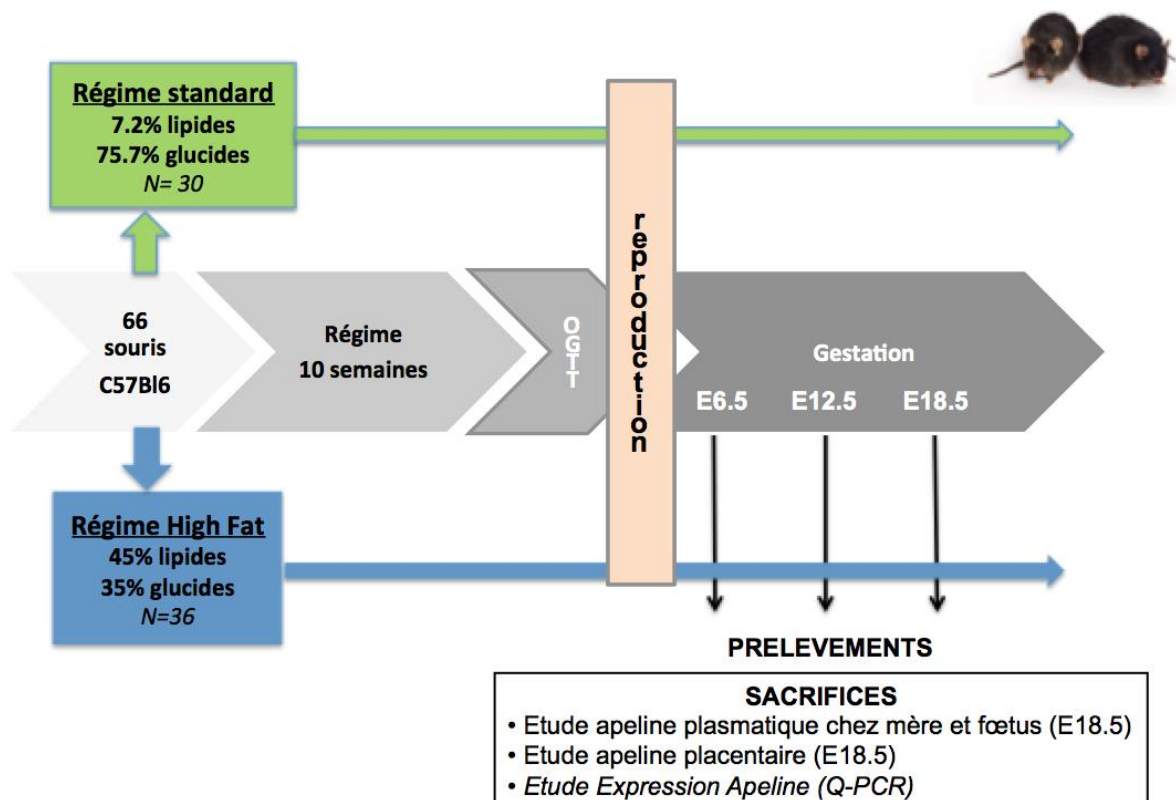 Régime standard
7.2% lipides
75.7% glucides
N= 30
66
souris
C57Bl6
Régime
10 semaines
OGTT
reproduction
Gestation
E6.5 E12.5 E18.5
Régime High Fat
45% lipides
35% glucides
N=36
PRELEVEMENTS
SACRIFICES
• Etude apeline plasmatique chez mère et fœtus (E18.5)
• Etude apeline placentaire (E18.5)
• Etude Expression Apeline (Q-PCR)